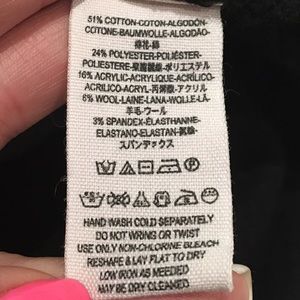 51% COTTON-COTON-ALGODÓN
COTONE-BAUMWOLLE-ALGODÃO
棉花-綿
24% POLYESTER-POLIÉSTER
POLIESTERE-聚酯纖維-ポリエステル
16% ACRYLIC-ACRYLIQUE-ACRÍLICO
ACRILICO-ACRYL-丙烯酸-アクリル
6% WOOL-LAINE-LANA-WOLLE-LÃ
羊毛-ウール
3% SPANDEX-ÉLASTHANNE
ELASTANO-ELASTAN-氨綸-
スパンデックス
HAND WASH COLD SEPARATELY
DO NOT WRING OR TWIST
USE ONLY NON-CHLORINE BLEACH
RESHAPE & LAY FLAT TO DRY
LOW IRON AS NEEDED
MAY BE DRY CLEANED